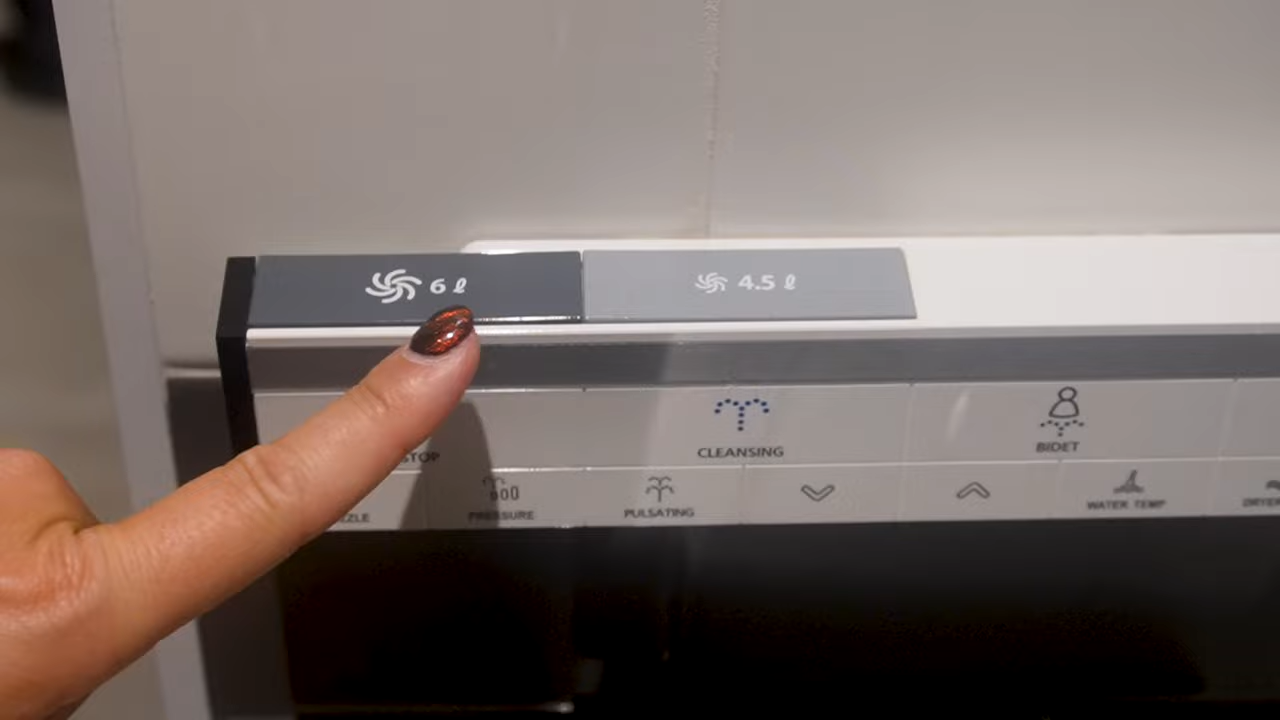 6 ℓ
4.5 ℓ
STOP
CLEANSING
BIDET
PRESSURE
PULSATING
WATER TEMP